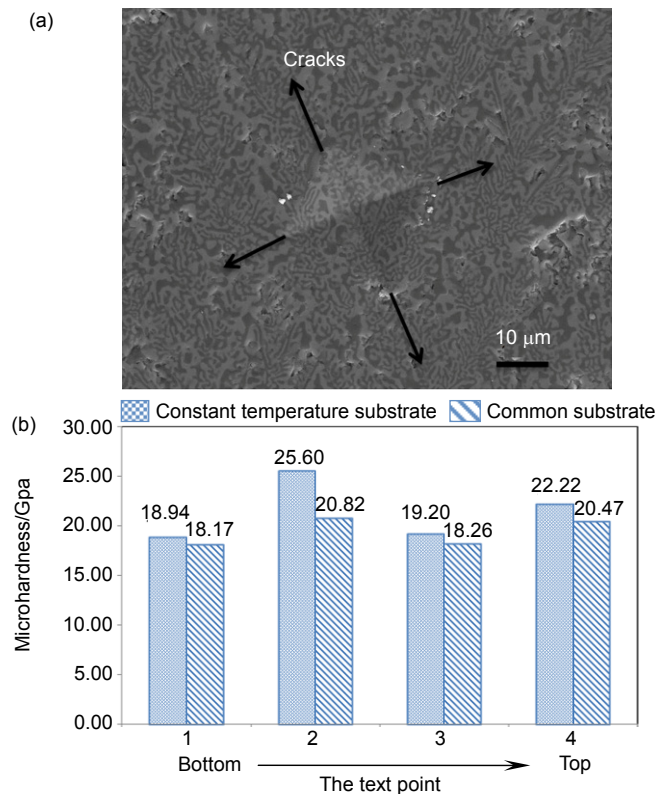 (a)
Cracks
10 μm
Constant temperature substrate Common substrate
(b)
30.00
25.00
20.00
15.00
10.00
5.00
0.00
Microhardness/Gpa
18.94
18.17
25.60
20.82
19.20
18.26
22.22
20.47
1 2 3 4
Bottom Top
The text point